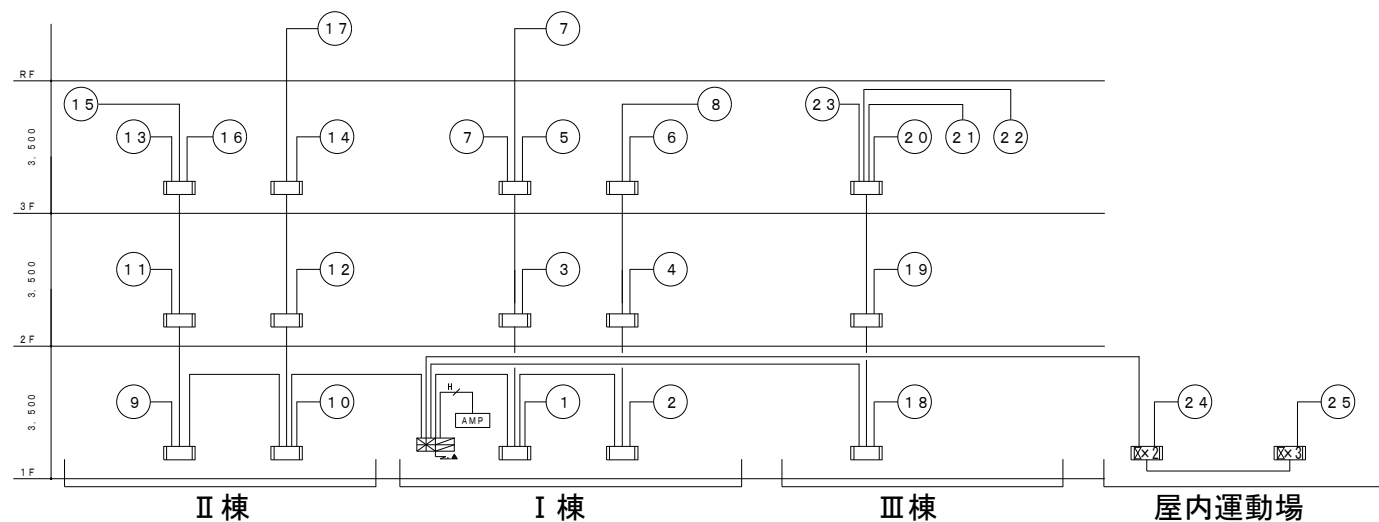 １７ ７
RF
１５ ８ ２３
１３ １６ １４ ７ ５ ６ ２０ ２１ ２２
3,500
3F
１１ １２ ３ ４ １９
3,500
2F
H
９ １０ １ ２ １８ ２４ ２５
3,500
AMP
×2 ×3
1F
Ⅱ棟 Ⅰ棟 Ⅲ棟 屋内運動場